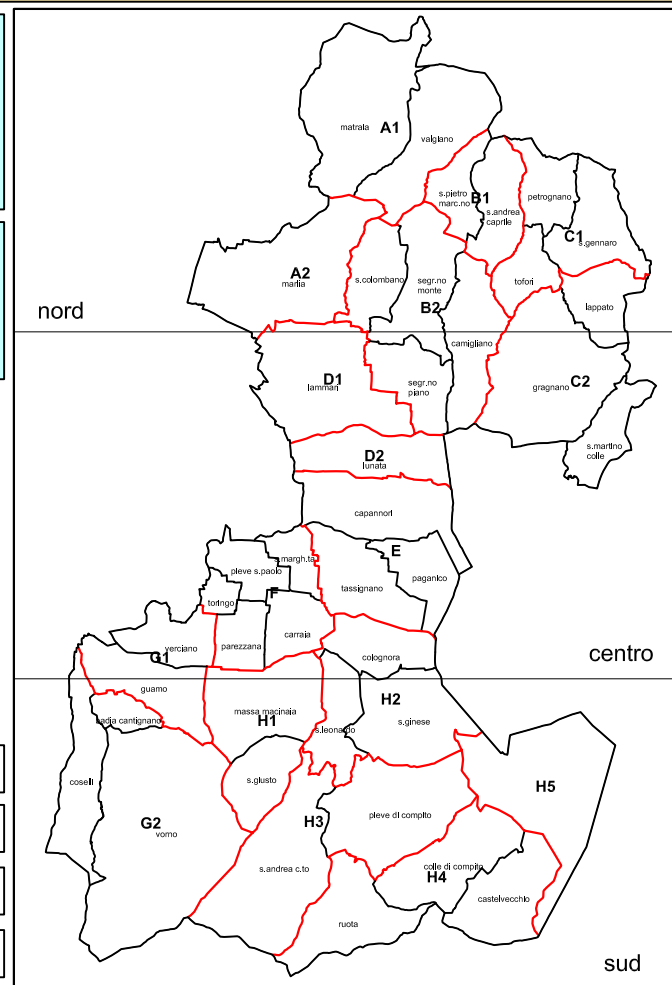 matraia
A1
valgiano
s.pietro
marc.no
B1
s.andrea
caprile
petrognano
C1
s.gennaro
A2
marlia
s.colombano
segr.no
monte
B2
tofori
lappato
nord
camigliano
D1
lammari
segr.no
piano
gragnano
C2
s.martino
colle
D2
lunata
capannori
E
s.margh.ta
pieve s.paolo
tassignano
paganico
F
toringo
carraia
verciano
parezzana
G1
colognora
centro
guamo
badia cantignano
massa macinaia
H1
H2
s.ginese
s.leonardo
coselli
s.giusto
H5
G2
vorno
H3
pieve di compito
s.andrea c.to
colle di compito
H4
castelvecchio
ruota
sud